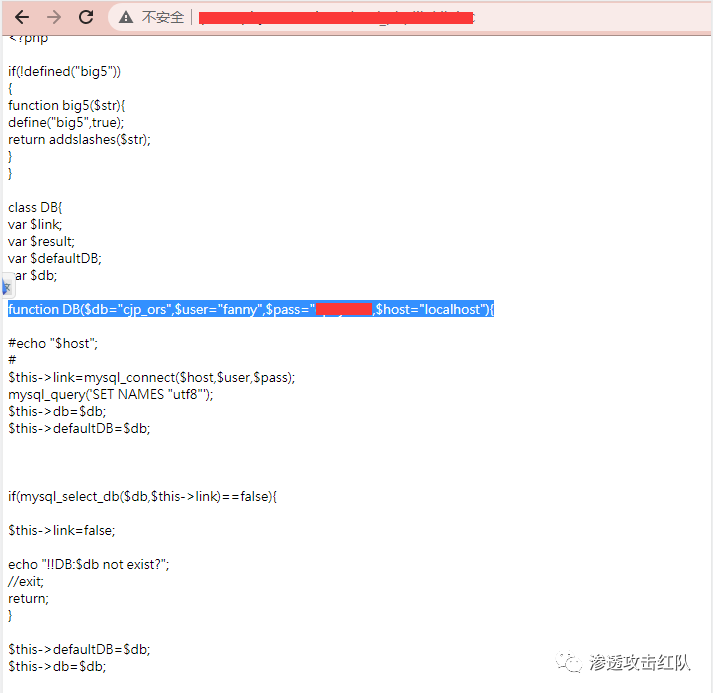 不安全
<?php
if(!defined("big5"))
{
function big5($str){
define("big5",true);
return addslashes($str);
}
}
class DB{
var $link;
var $result;
var $defaultDB;
ar $db;
function DB($db="cjp_ors",$user="fanny",$pass=" ,$host="localhost"){
#echo "$host";
#
$this->link=mysql_connect($host,$user,$pass);
mysql_query('SET NAMES "utf8"');
$this->db=$db;
$this->defaultDB=$db;
if(mysql_select_db($db,$this->link)==false){
$this->link=false;
echo "!!DB:$db not exist?";
//exit;
return;
}
$this->defaultDB=$db;
$this->db=$db;
渗透攻击红队